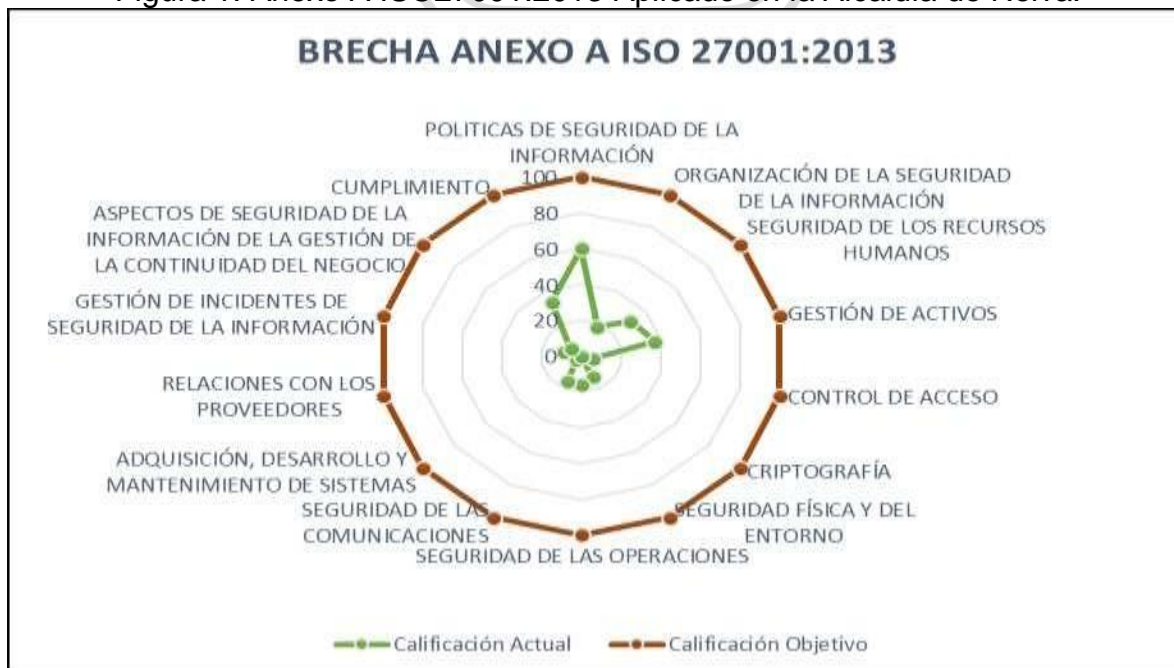 BRECHA ANEXO A ISO 27001:2013
POLITICAS DE SEGURIDAD DE LA
INFORMACIÓN
ORGANIZACIÓN DE LA SEGURIDAD
DE LA INFORMACIÓN
SEGURIDAD DE LOS RECURSOS
HUMANOS
GESTIÓN DE ACTIVOS
CONTROL DE ACCESO
CRIPTOGRAFÍA
SEGURIDAD FÍSICA Y DEL
ENTORNO
SEGURIDAD DE LAS OPERACIONES
SEGURIDAD DE LAS
COMUNICACIONES
ADQUISICIÓN, DESARROLLO Y
MANTENIMIENTO DE SISTEMAS
RELACIONES CON LOS
PROVEEDORES
GESTIÓN DE INCIDENTES DE
SEGURIDAD DE LA INFORMACIÓN
ASPECTOS DE SEGURIDAD DE LA
INFORMACIÓN DE LA GESTIÓN DE
LA CONTINUIDAD DEL NEGOCIO
CUMPLIMIENTO
100
80
60
40
20
0
Calificación Actual
Calificación Objetivo